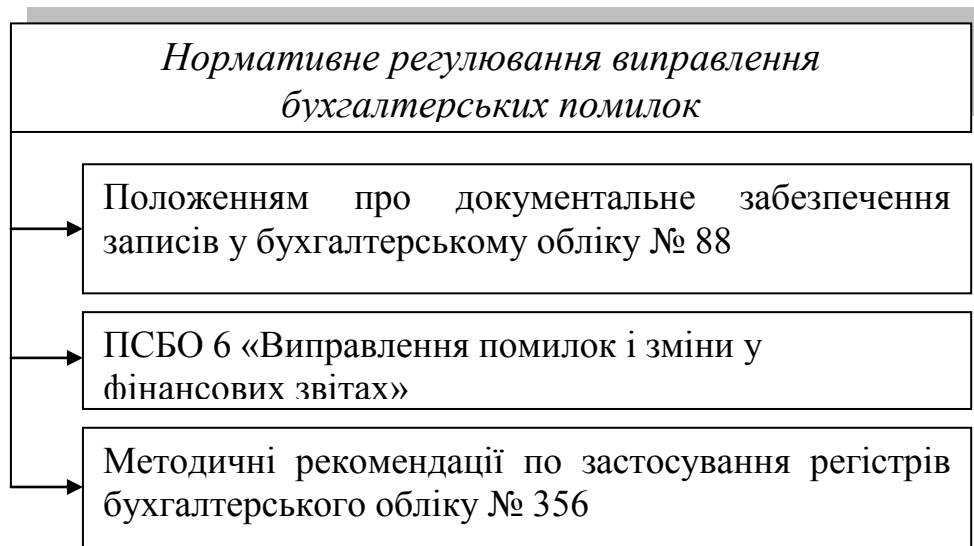 Нормативне регулювання виправлення
бухгалтерських помилок
Положенням про документальне забезпечення
записів у бухгалтерському обліку № 88
ПСБО 6 «Виправлення помилок і зміни у
фінансових звітах»
Методичні рекомендації по застосування регістрів
бухгалтерського обліку № 356